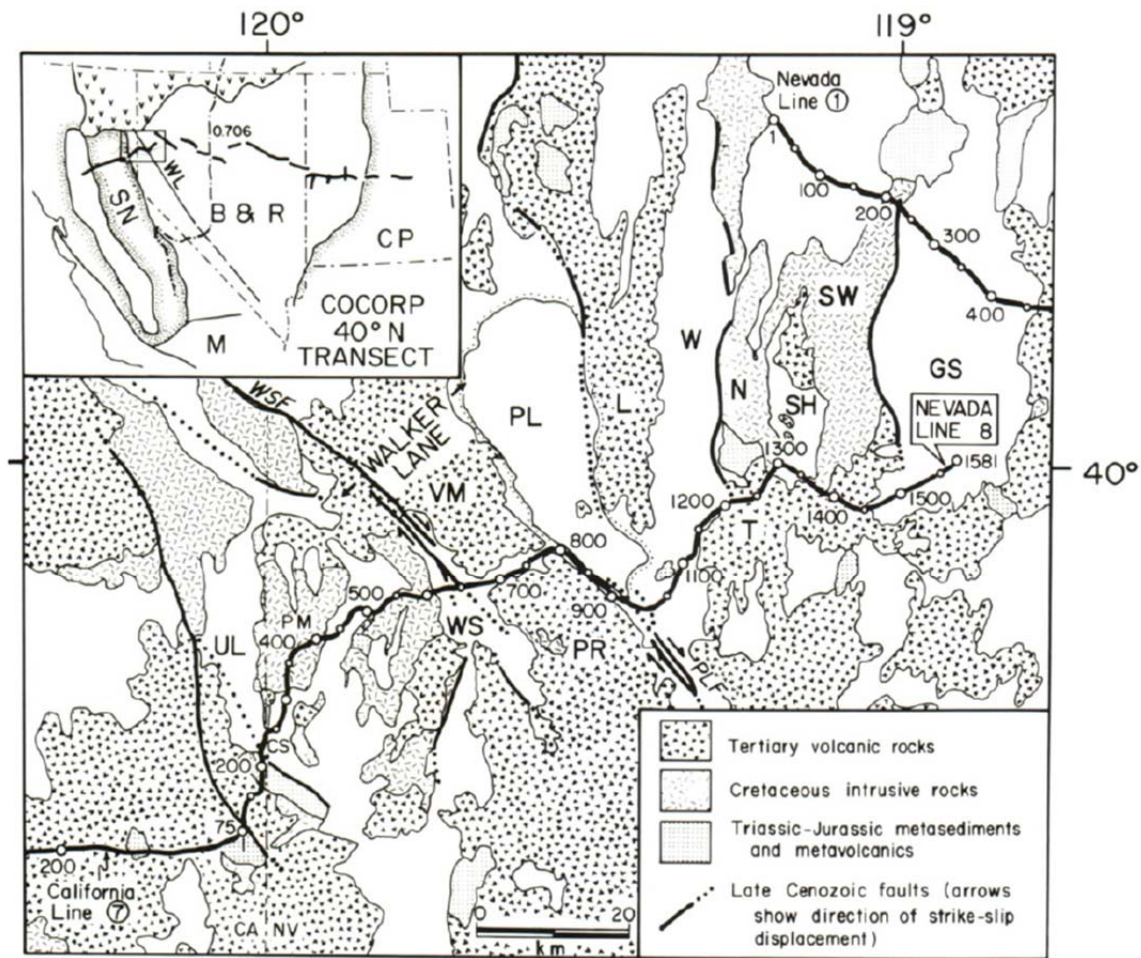 120°
119°
0.706
WL
SN
B & R
CP
M
COCORP
40° N
TRANSECT
Nevada
Line ①
1
100
200
300
400
SW
W
N
L
PL
SH
GS
NEVADA
LINE 8
1581
WSF
WALKER
LANE
VM
40°
1300
1200
1400
1500
T
800
1100
700
900
500
PM
400
WS
PR
PLF
UL
CS
200
75
1
200
California
Line ⑦
CA NV
0 20
km
Tertiary volcanic rocks
Cretaceous intrusive rocks
Triassic-Jurassic metasediments
and metavolcanics
Late Cenozoic faults (arrows
show direction of strike-slip
displacement)